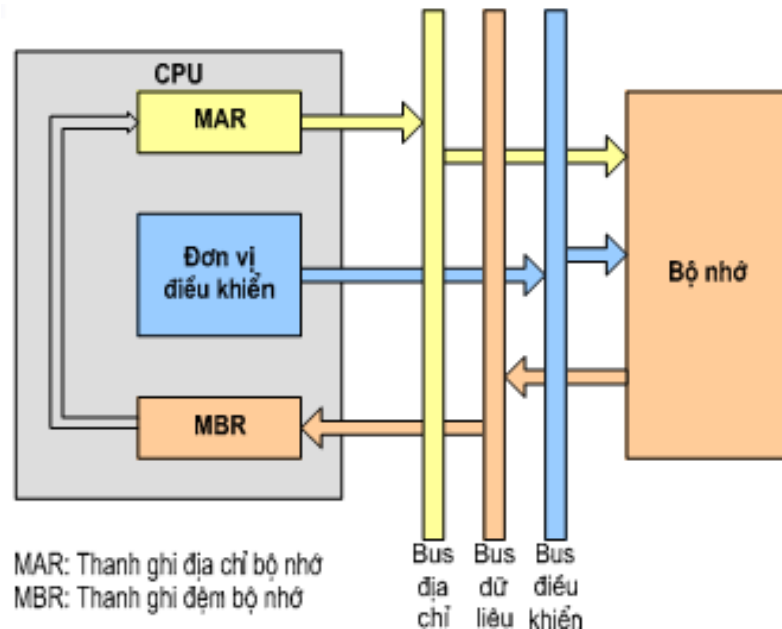 CPU
MAR
Đơn vị
điều khiển
Bộ nhớ
MBR
MAR: Thanh ghi địa chỉ bộ nhớ
MBR: Thanh ghi đệm bộ nhớ
Bus
địa
chỉ
Bus
dữ
liêu
Bus
điều
khiển